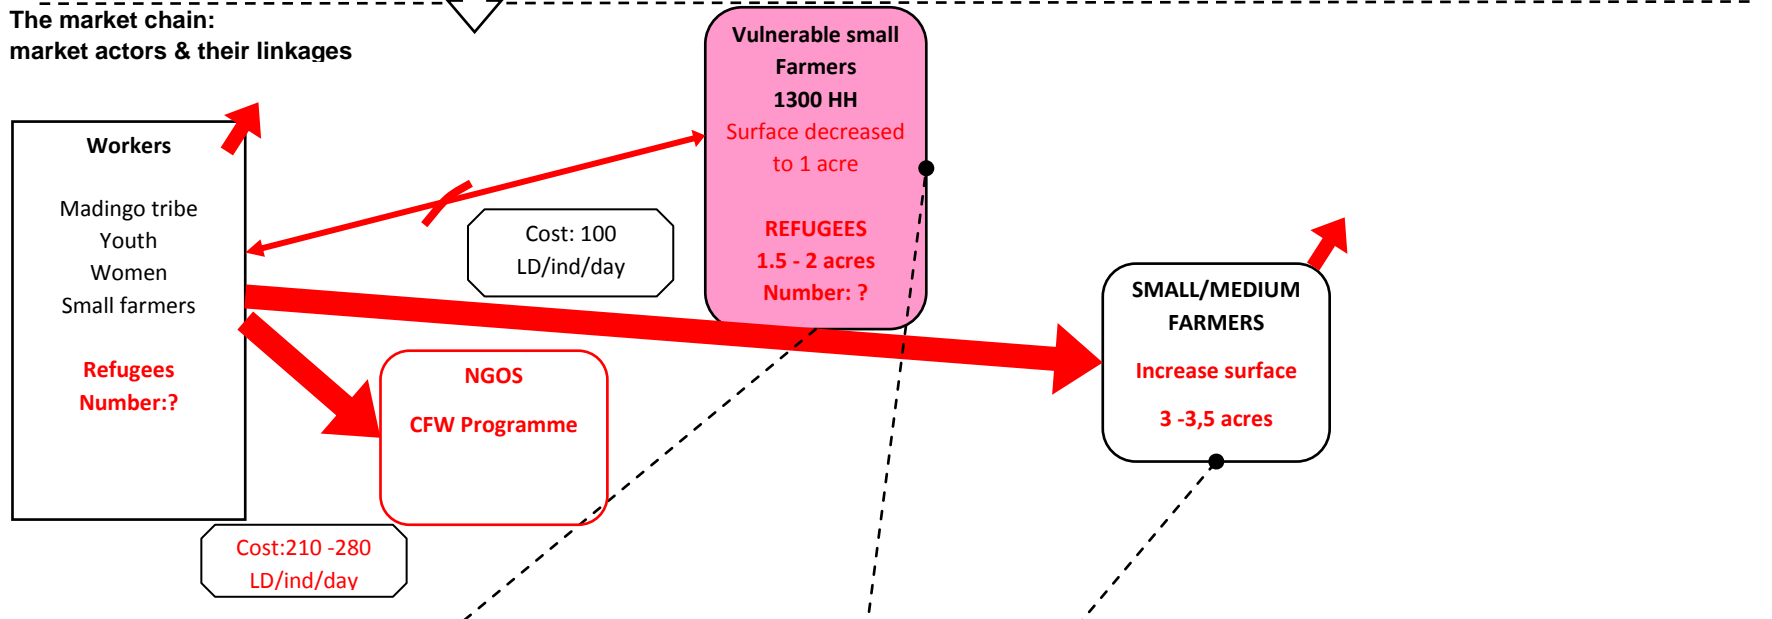 The market chain:
market actors & their linkages
Workers
Madingo tribe
Youth
Women
Small farmers
Refugees
Number:?
Cost: 100
LD/ind/day
Vulnerable small
Farmers
1300 HH
Surface decreased
to 1 acre
REFUGEES
1.5 - 2 acres
Number: ?
SMALL/MEDIUM
FARMERS
Increase surface
3 -3,5 acres
NGOS
CFW Programme
Cost:210 -280
LD/ind/day